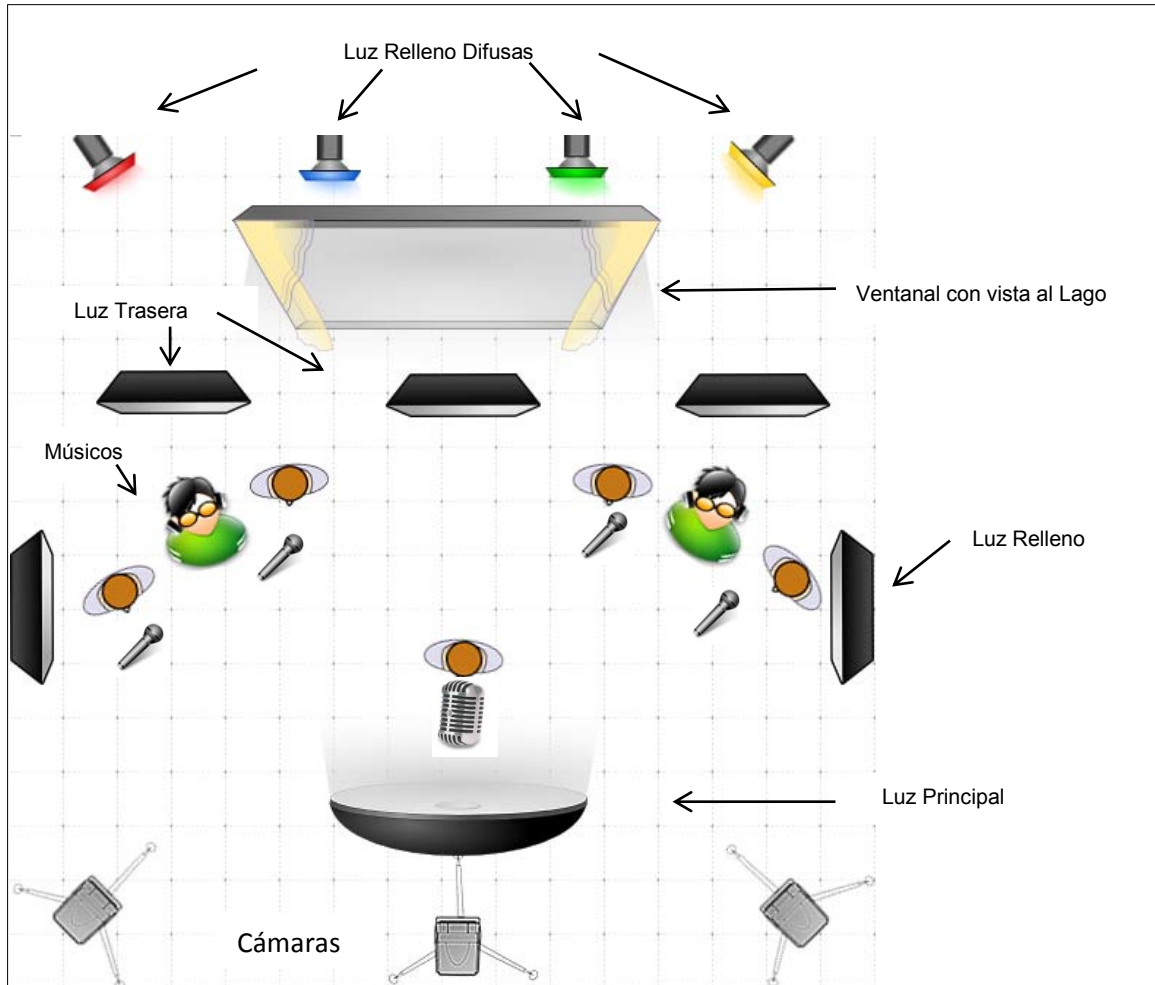 Luz Relleno Difusas
Ventanal con vista al Lago
Luz Trasera
Músicos
Luz Relleno
Luz Principal
Cámaras